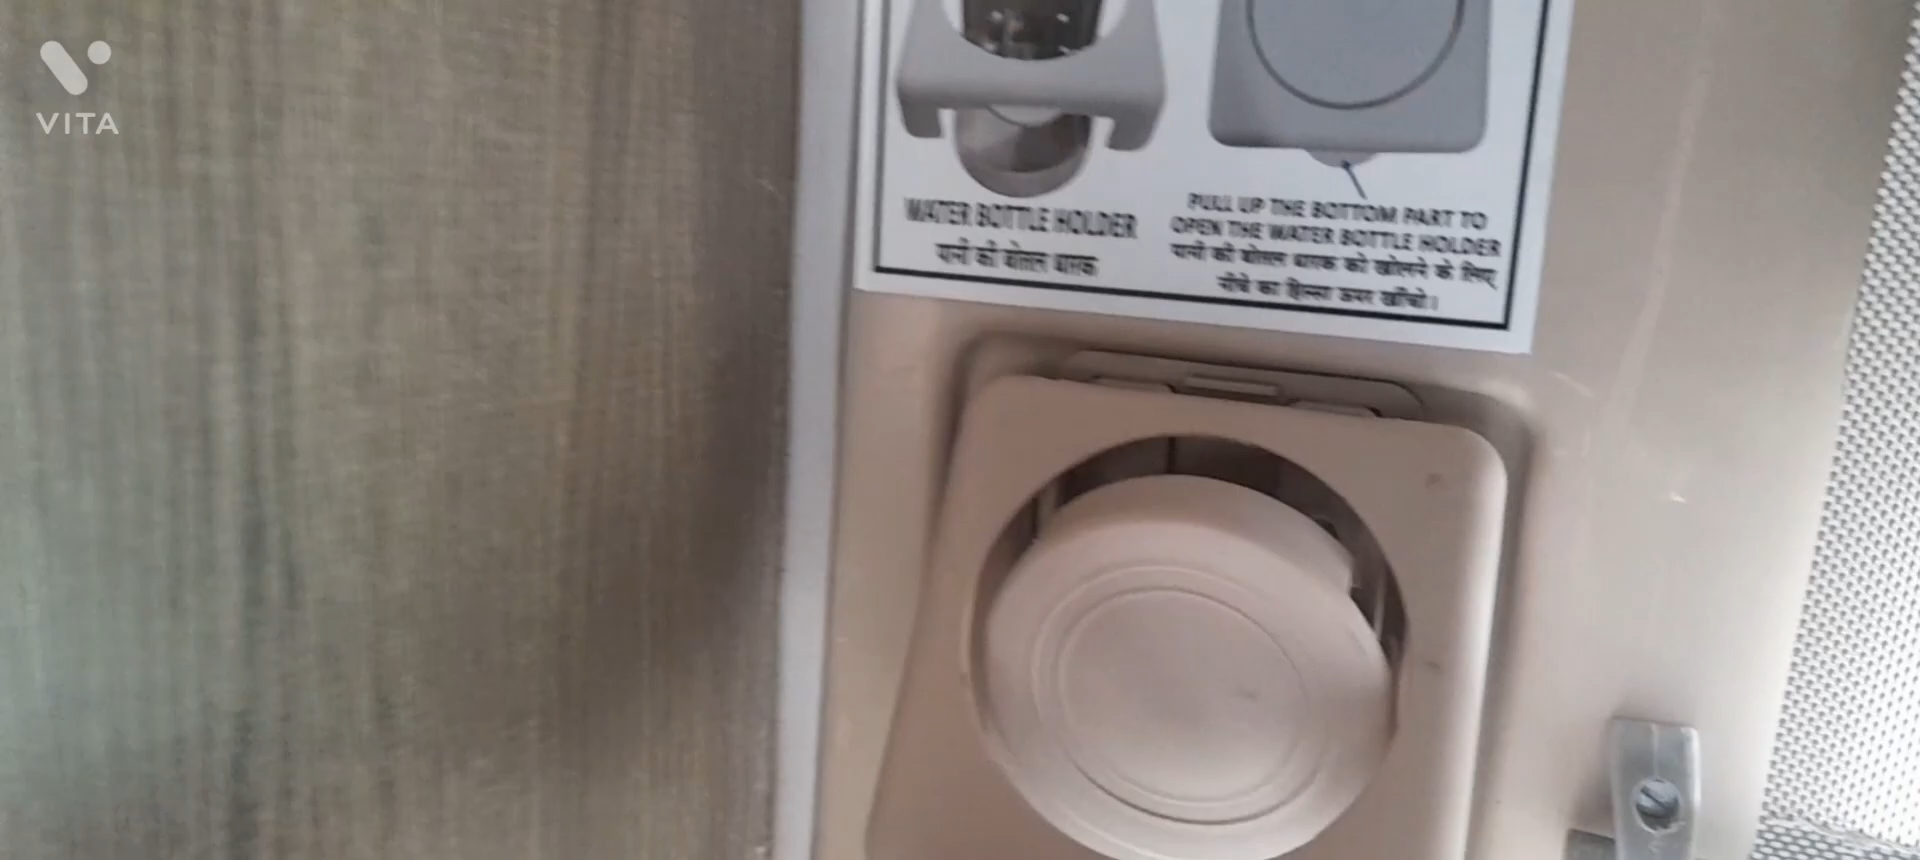 VITA
WATER BOTTLE HOLDER
पानी की बोतल धारक
PULL UP THE BOTTOM PART TO
OPEN THE WATER BOTTLE HOLDER
पानी की बोतल धारक को खोलने के लिए,
नीचे का हिस्सा ऊपर खींचो।